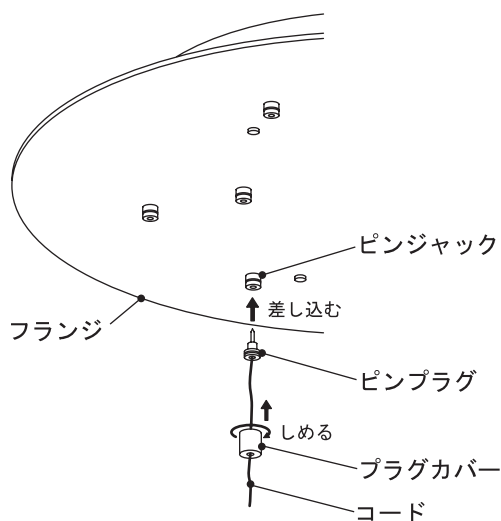 ピンジャック
差し込む
フランジ
ピンプラグ
しめる
プラグカバー
コード